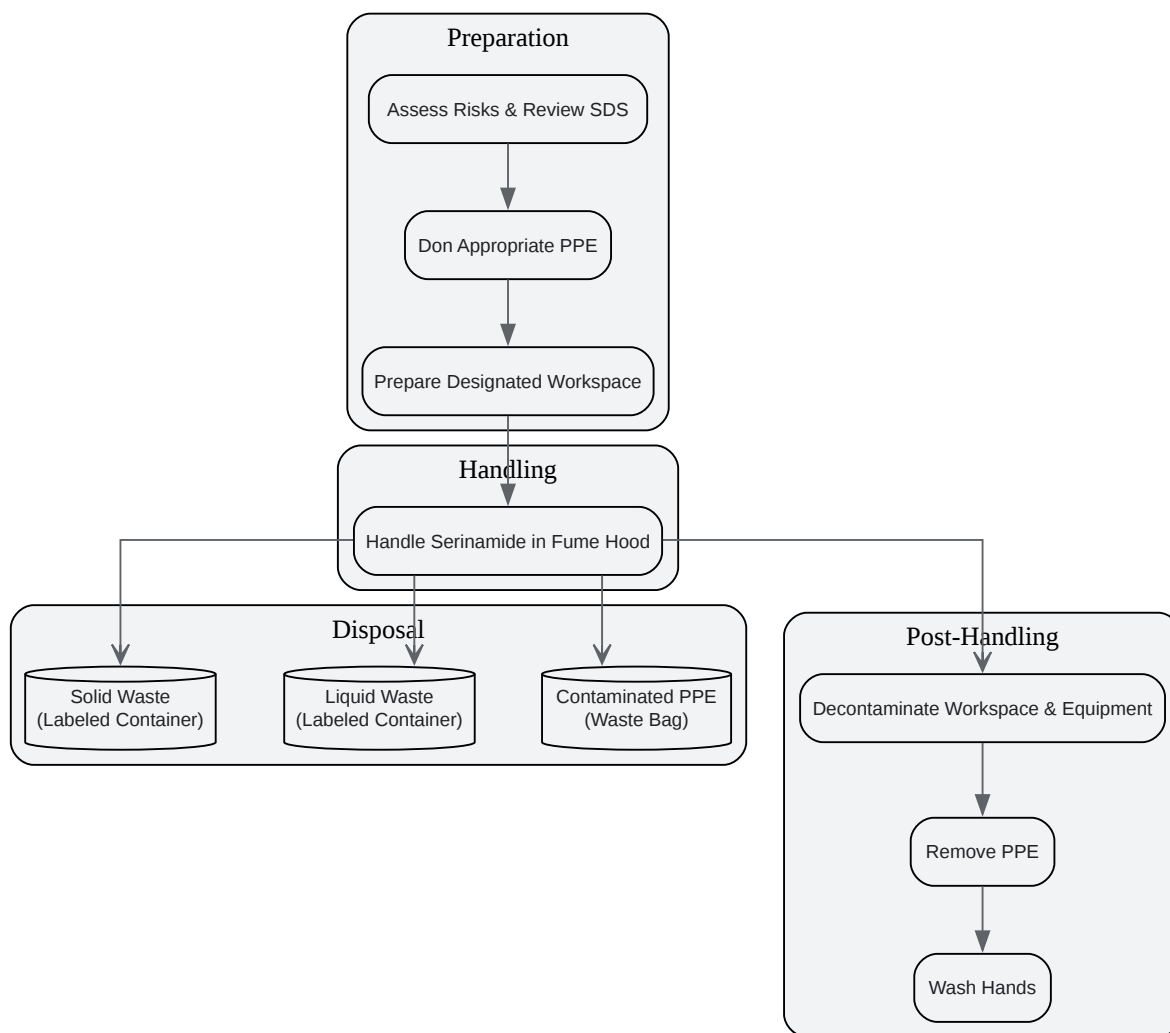 Preparation
Assess Risks & Review SDS
Don Appropriate PPE
Prepare Designated Workspace
Handling
Handle Serinamide in Fume Hood
Disposal
Solid Waste
(Labeled Container)
Liquid Waste
(Labeled Container)
Contaminated PPE
(Waste Bag)
Post-Handling
Decontaminate Workspace & Equipment
Remove PPE
Wash Hands